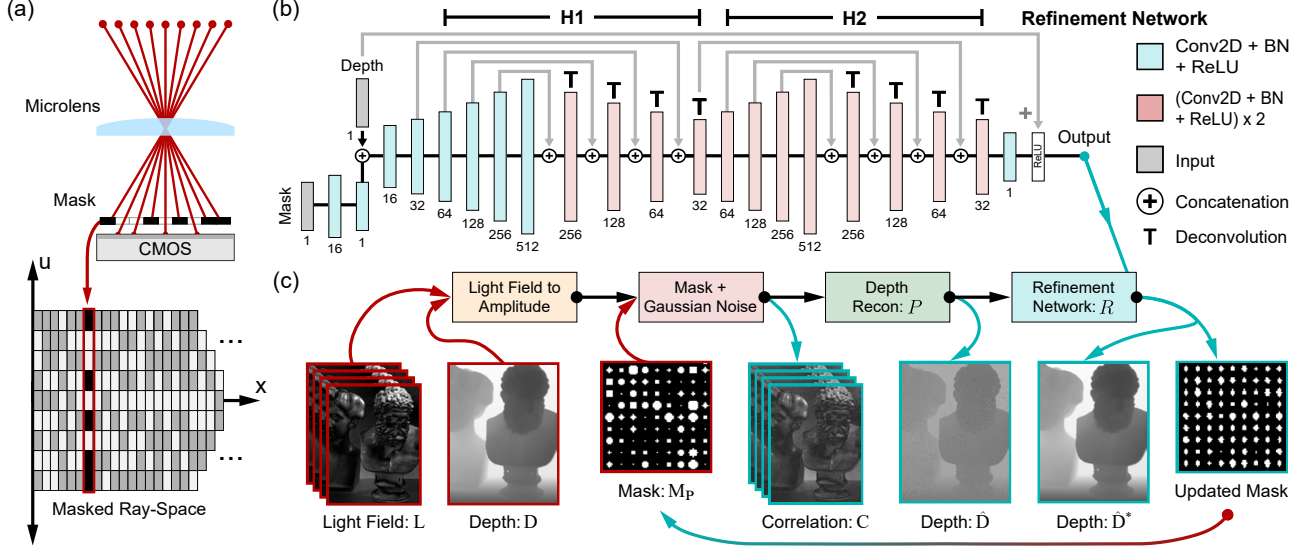 (a)
Microlens
Mask
CMOS
u
x
...
...
Masked Ray-Space
(b)
H1
H2
Refinement Network
Depth
1
Mask
1
16
1
16
32
64
128
256
512
T
256
T
128
T
64
T
32
64
128
256
512
T
256
T
128
T
64
T
32
1
+
ReLU
Output
Conv2D + BN
+ ReLU
(Conv2D + BN
+ ReLU) x 2
Input
Concatenation
T Deconvolution
(c)
Light Field to
Amplitude
Mask +
Gaussian Noise
Depth
Recon: P
Refinement
Network: R
Light Field: L
Depth: D
Mask: M_P
Correlation: C
Depth: D̂
Depth: D̂*
Updated Mask